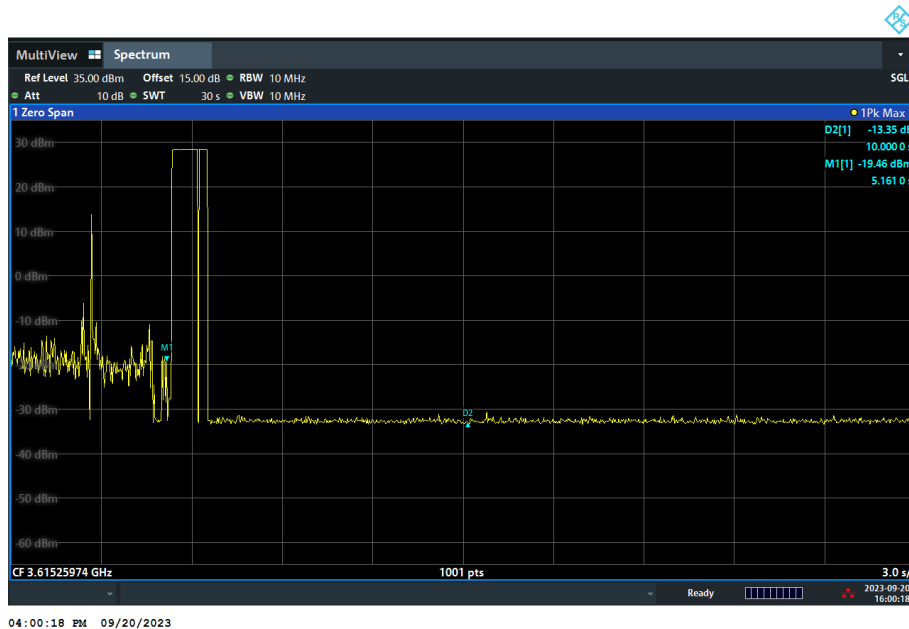 R&S
MultiView Spectrum
Ref Level 35.00 dBm Offset 15.00 dB RBW 10 MHz SGL
Att 10 dB SWT 30 s VBW 10 MHz
1 Zero Span 1Pk Max
D2[1] -13.35 dB
10.000 0 s
M1[1] -19.46 dBm
5.161 0 s
30 dBm
20 dBm
10 dBm
0 dBm
-10 dBm
M1
-20 dBm
-30 dBm
D2
-40 dBm
-50 dBm
-60 dBm
CF 3.61525974 GHz 1001 pts 3.0 s/
Ready 2023-09-20
16:00:18
04:00:18 PM 09/20/2023